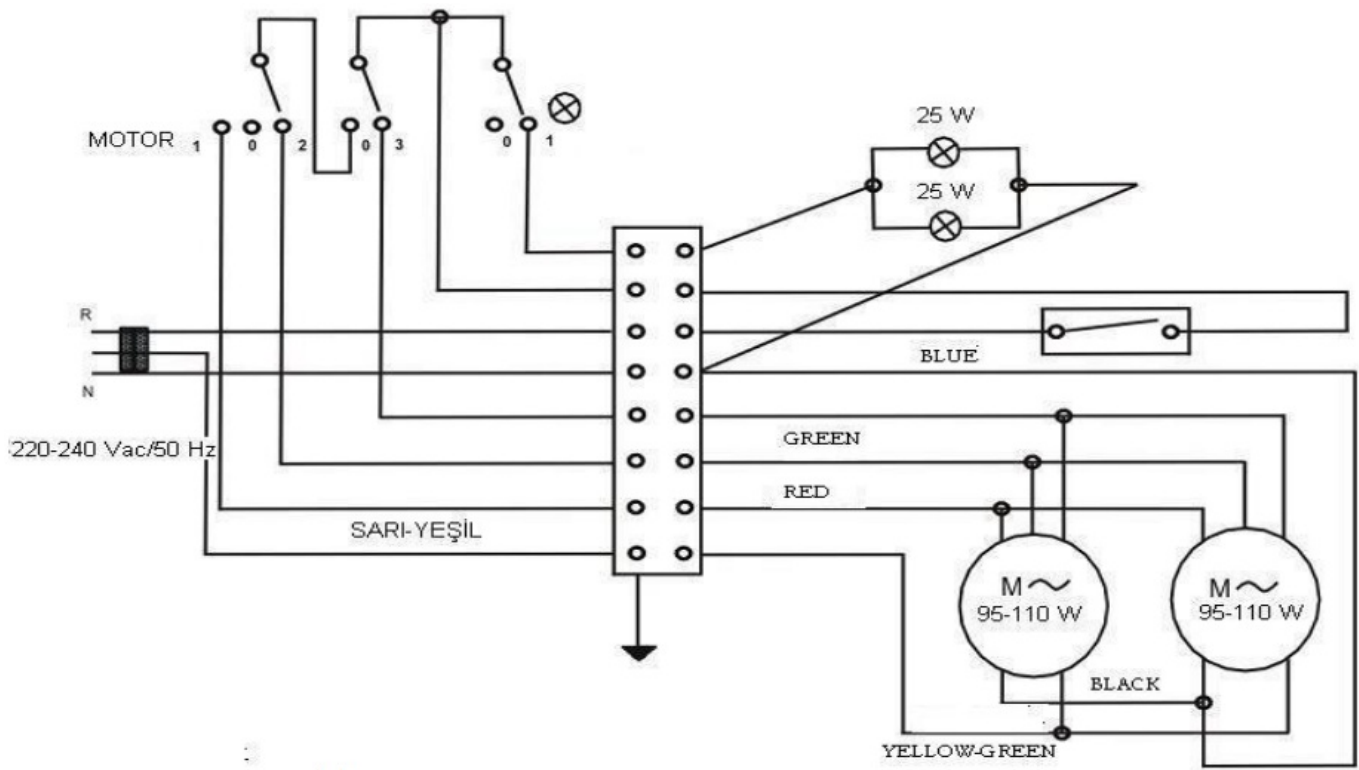 MOTOR 1 0 2 0 3 0 1
25 W
25 W
R
N
-220-240 Vac/50 Hz
SARI-YEŞİL
BLUE
GREEN
RED
M
95-110 W
M
95-110 W
BLACK
YELLOW-GREEN
: